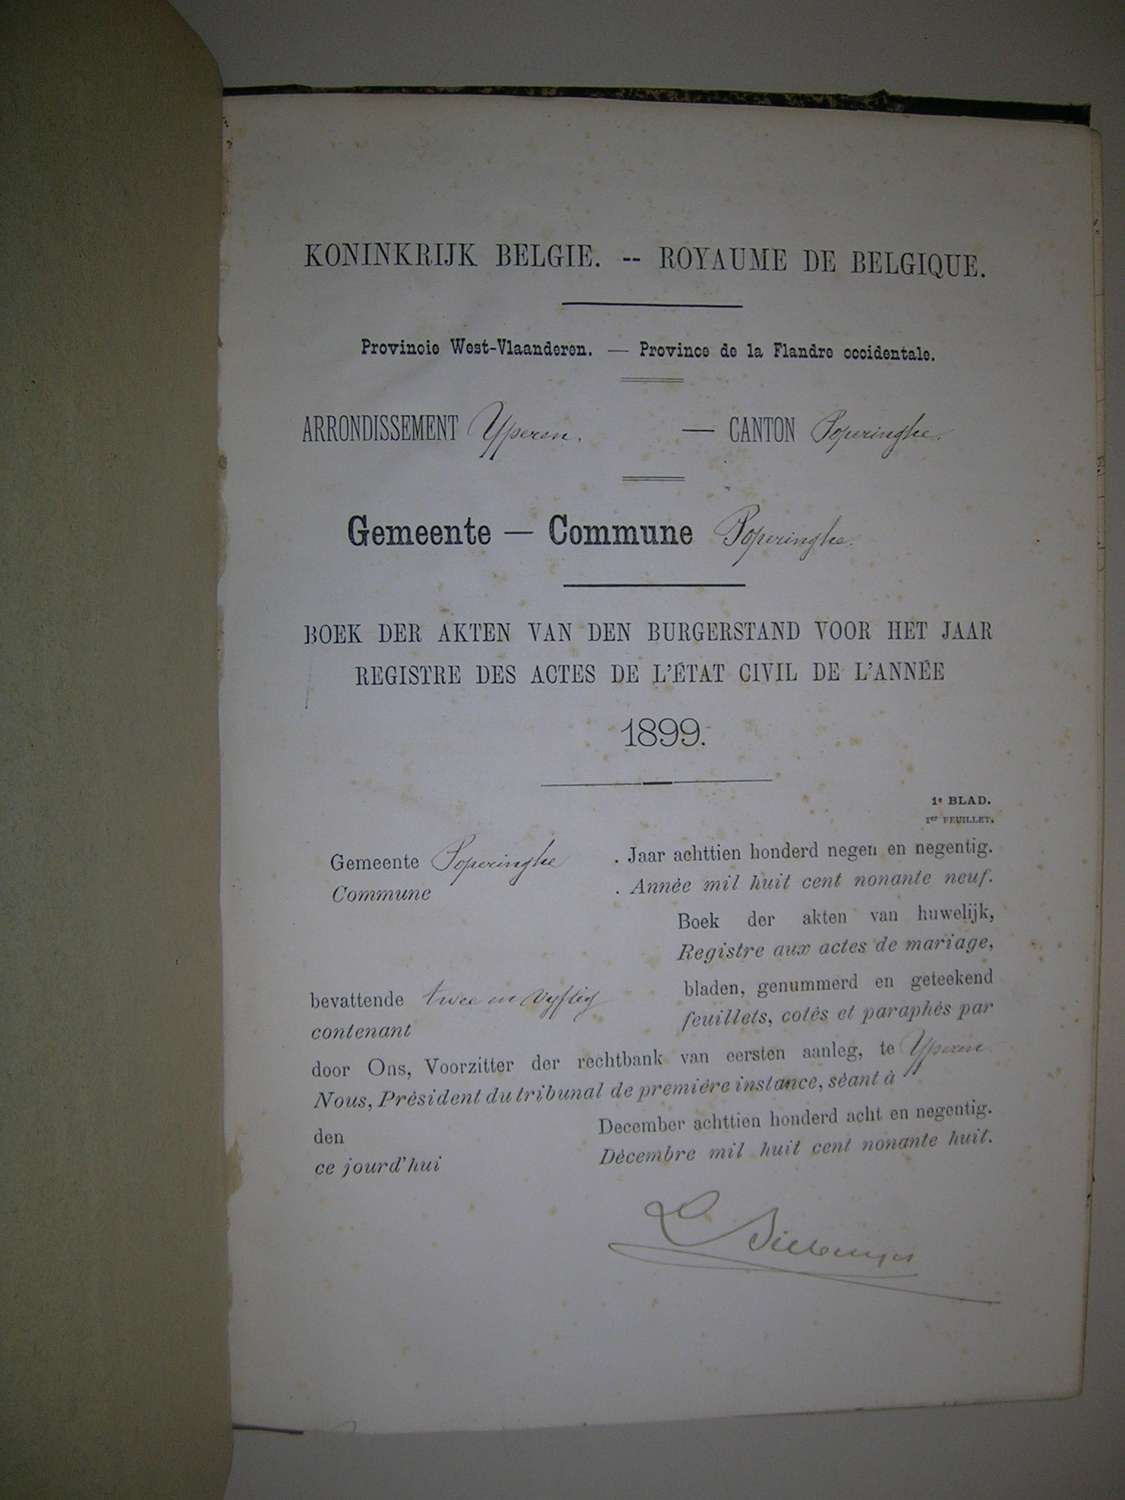 KONINKRIJK BELGIE. -- ROYAUME DE BELGIQUE.
Provincie West-Vlaanderen. — Province de la Flandre occidentale.
ARRONDISSEMENT Yperen. — CANTON Poperinghe.
Gemeente — Commune Poperinghe.
BOEK DER AKTEN VAN DEN BURGERSTAND VOOR HET JAAR
REGISTRE DES ACTES DE L'ÉTAT CIVIL DE L'ANNÉE
1899.
1e BLAD.
1er FEUILLET.
Gemeente Poperinghe . Jaar achttien honderd negen en negentig.
Commune . Année mil huit cent nonante neuf.
Boek der akten van huwelijk,
Registre aux actes de mariage,
bevattende twee en vyftig bladen, genummerd en geteekend
contenant feuillets, cotés et paraphés par
door Ons, Voorzitter der rechtbank van eersten aanleg, te Yperen
Nous, Président du tribunal de première instance, séant à
den December achttien honderd acht en negentig.
ce jourd'hui Décembre mil huit cent nonante huit.